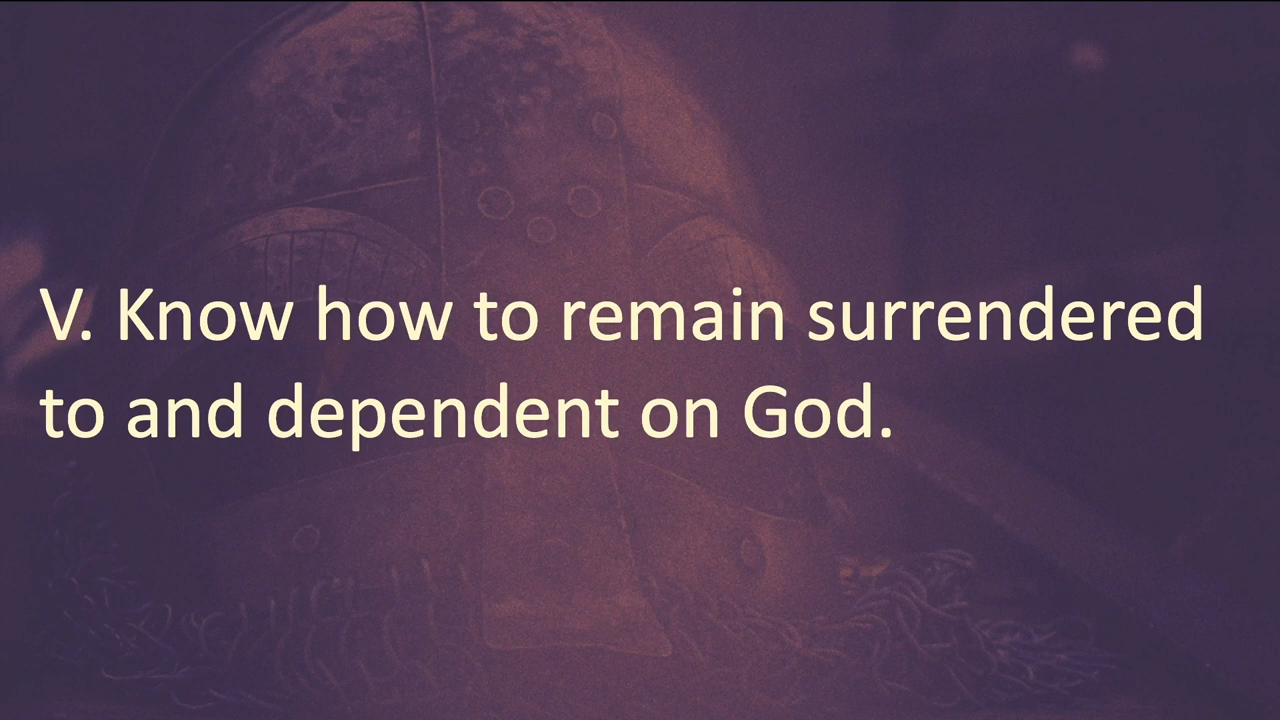 V. Know how to remain surrendered
to and dependent on God.